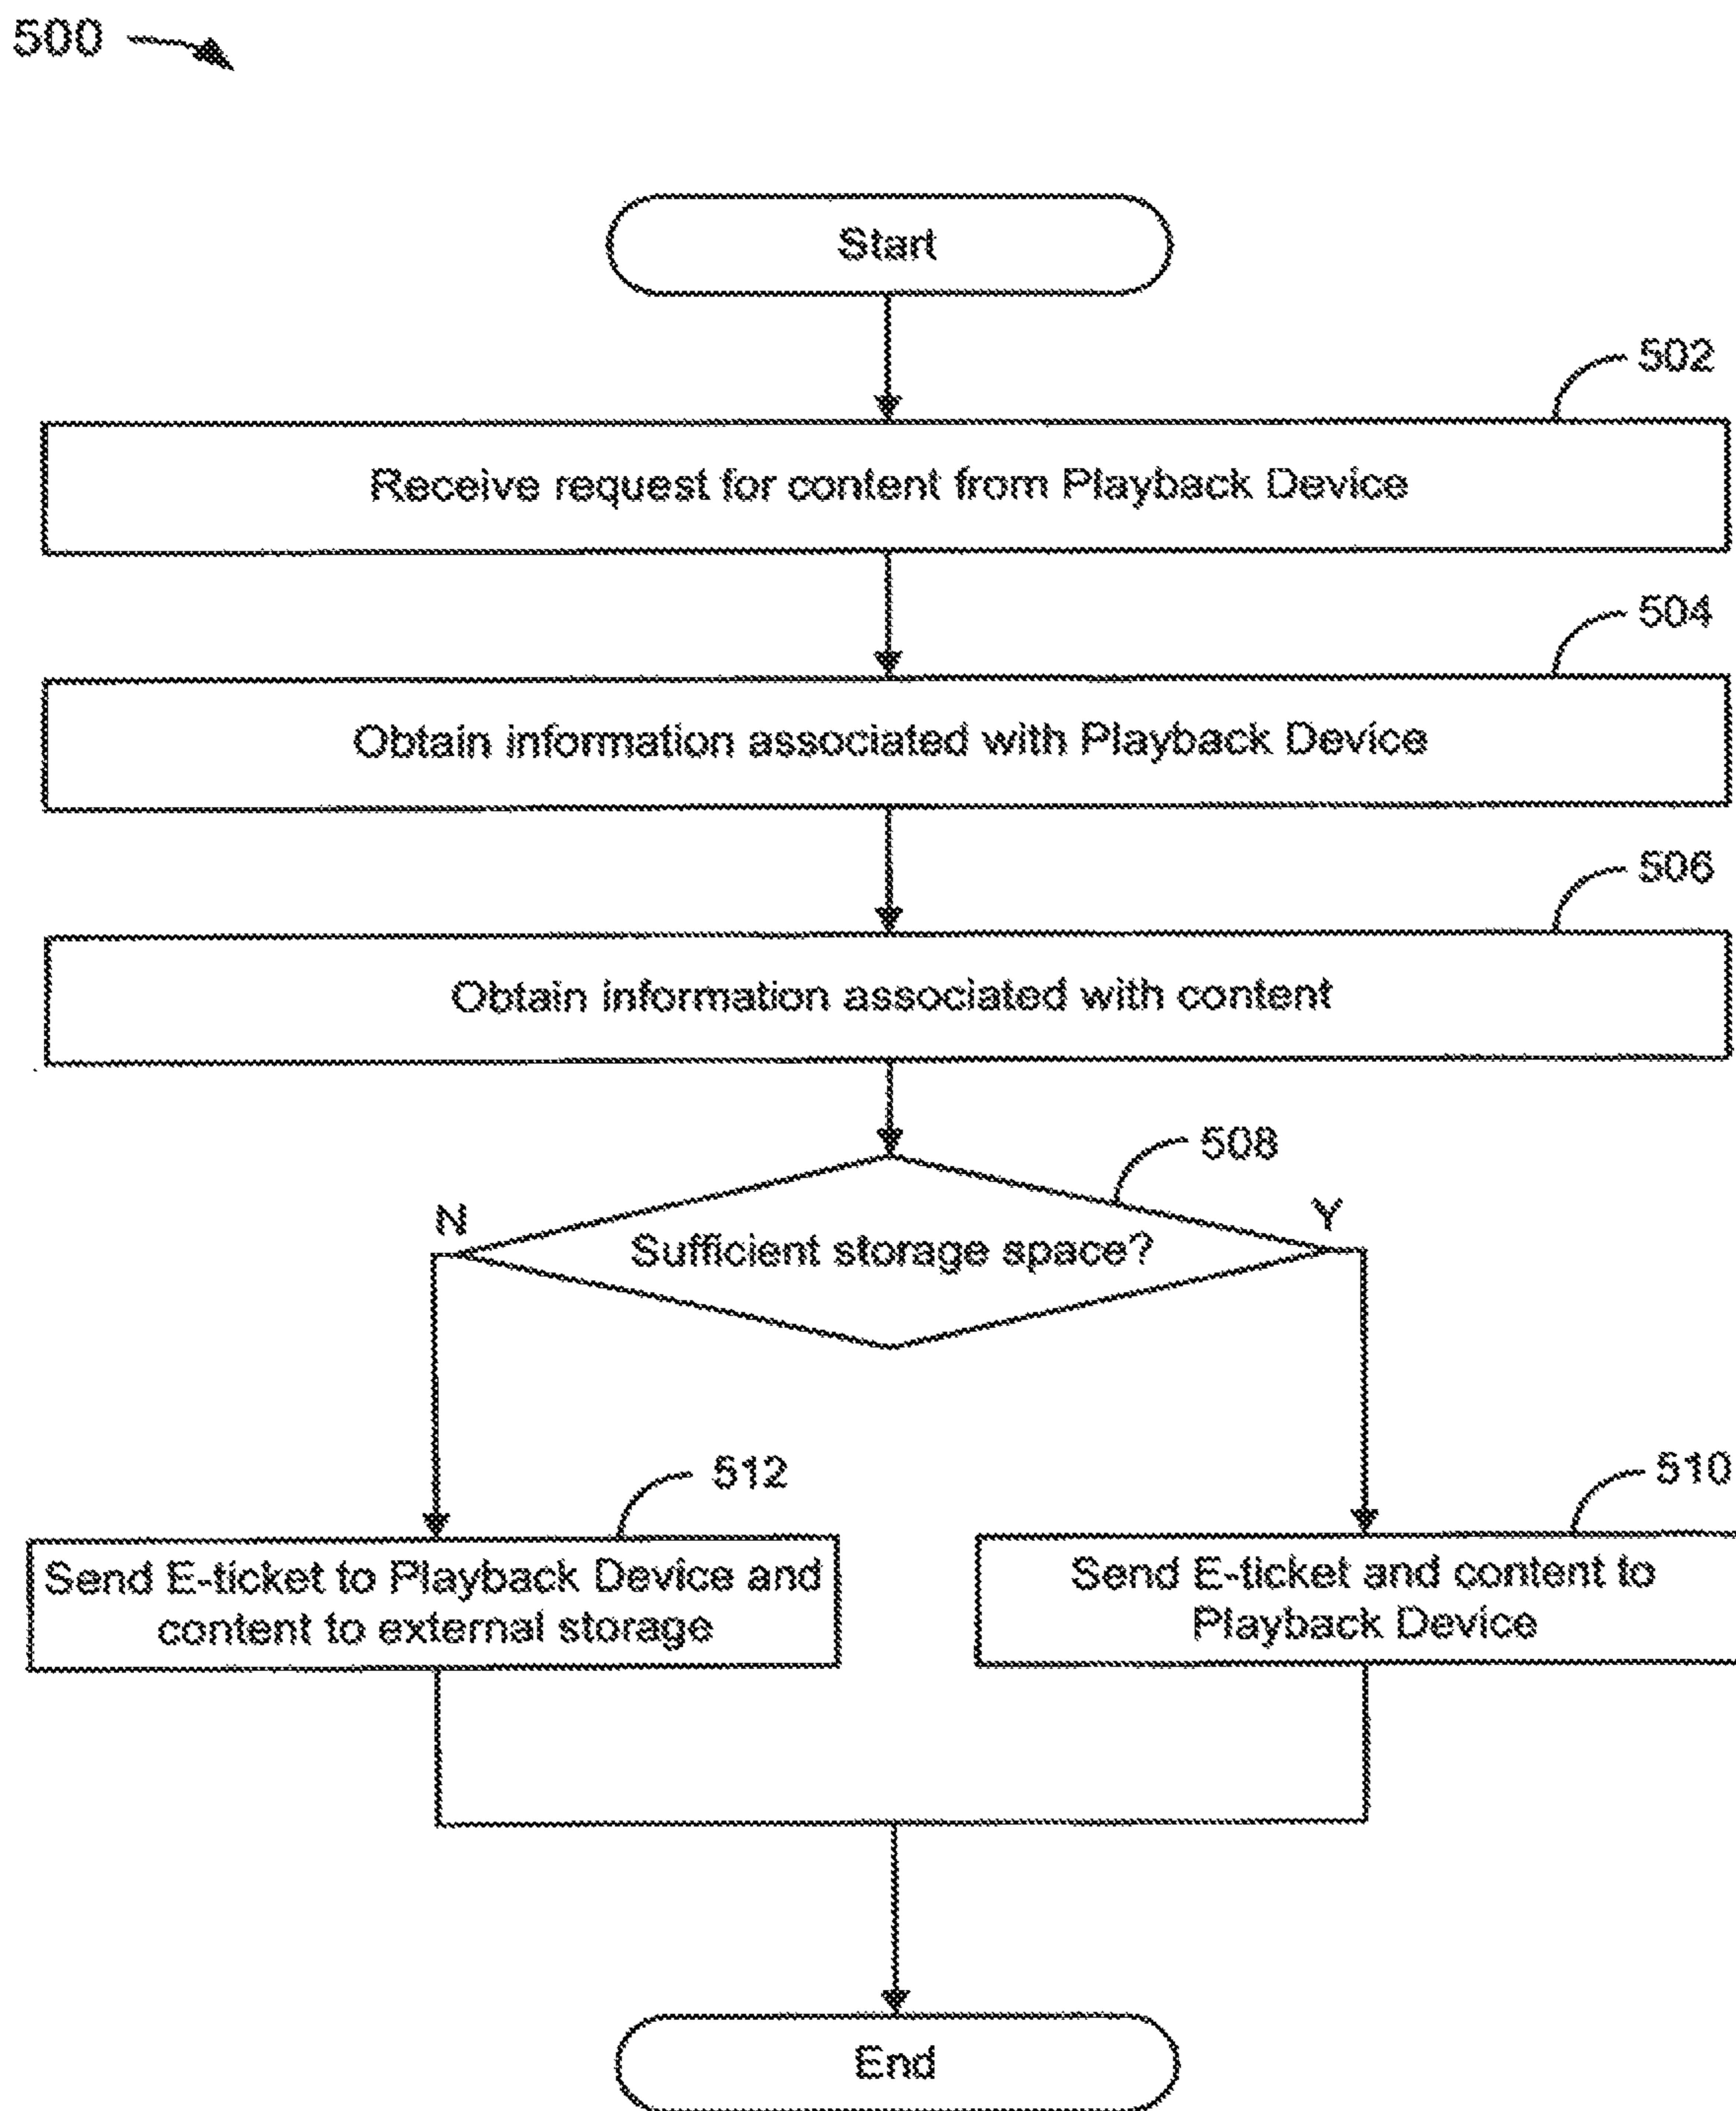 500
Start
502
Receive request for content from Playback Device
504
Obtain information associated with Playback Device
506
Obtain information associated with content
508
N
Y
Sufficient storage space?
512
510
Send E-ticket to Playback Device and
content to external storage
Send E-ticket and content to
Playback Device
End